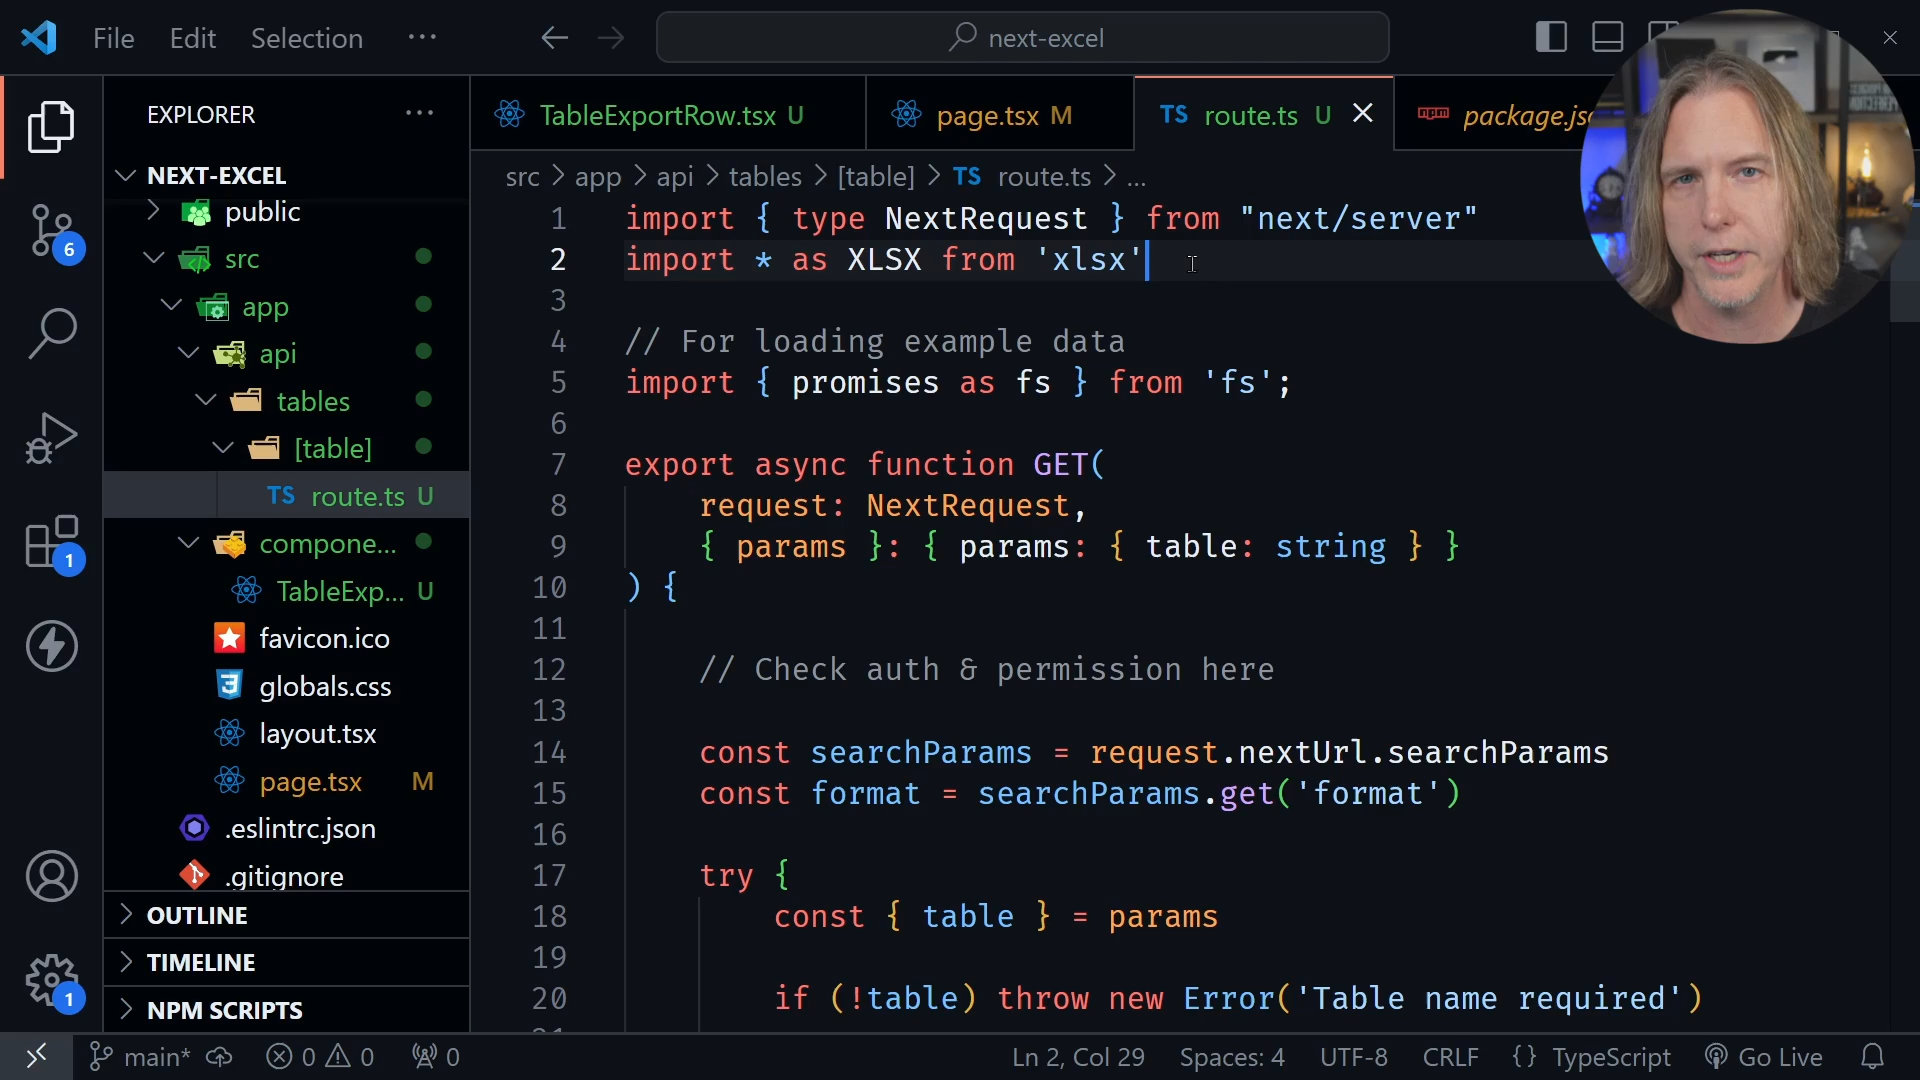 File Edit Selection ···
next-excel
EXPLORER ···
NEXT-EXCEL
public
src
app
api
tables
[table]
TS route.ts U
compone...
TableExp... U
favicon.ico
globals.css
layout.tsx
page.tsx M
.eslintrc.json
.gitignore
OUTLINE
TIMELINE
NPM SCRIPTS
6
1
1
TableExportRow.tsx U
page.tsx M
TS route.ts U
package.jso
src > app > api > tables > [table] > TS route.ts > ...
1 import { type NextRequest } from "next/server"
2 import * as XLSX from 'xlsx'
3
4 // For loading example data
5 import { promises as fs } from 'fs';
6
7 export async function GET(
8 request: NextRequest,
9 { params }: { params: { table: string } }
10 ) {
11
12 // Check auth & permission here
13
14 const searchParams = request.nextUrl.searchParams
15 const format = searchParams.get('format')
16
17 try {
18 const { table } = params
19
20 if (!table) throw new Error('Table name required')
main* 0 0 0
Ln 2, Col 29 Spaces: 4 UTF-8 CRLF {} TypeScript Go Live